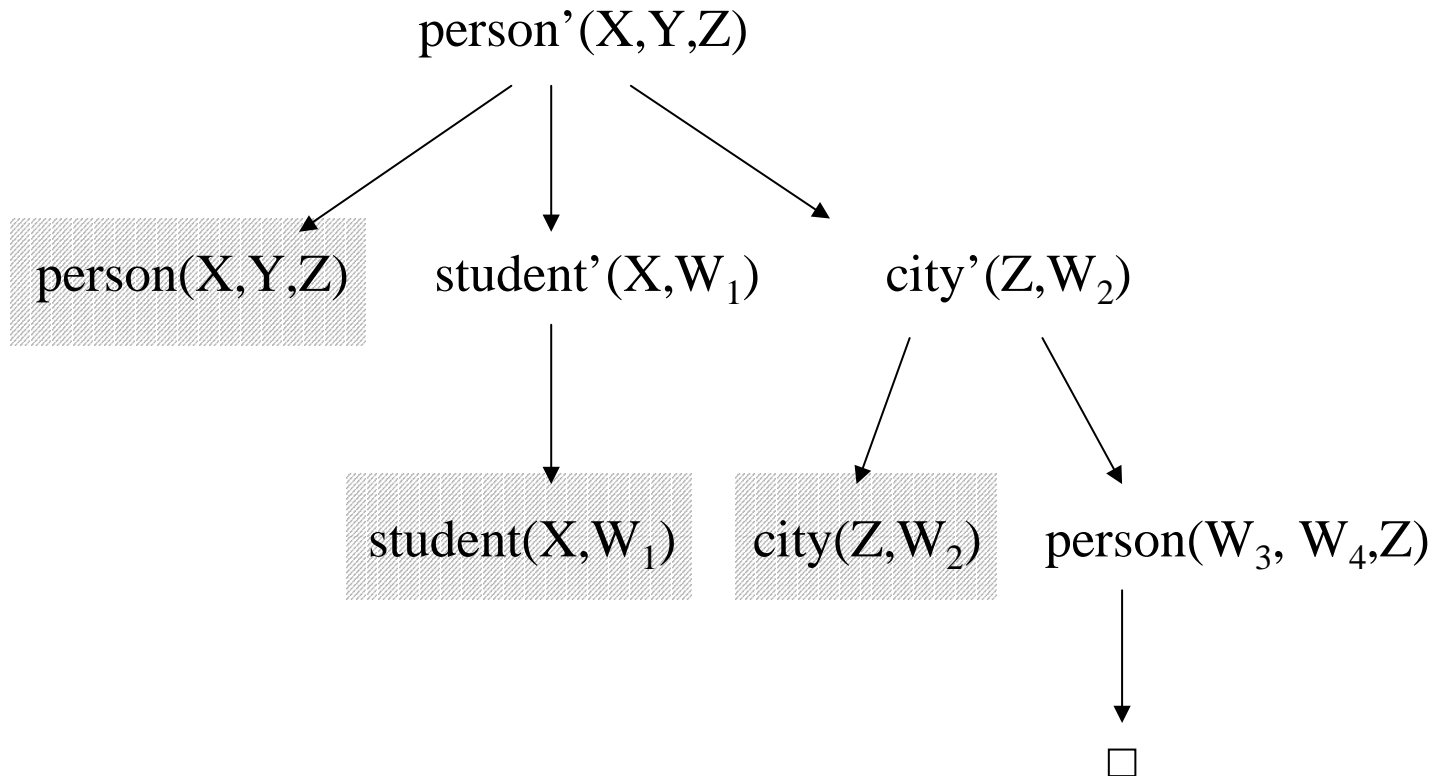 person’(X,Y,Z)
person(X,Y,Z) student’(X,W₁) city’(Z,W₂)
student(X,W₁) city(Z,W₂) person(W₃, W₄,Z)
□